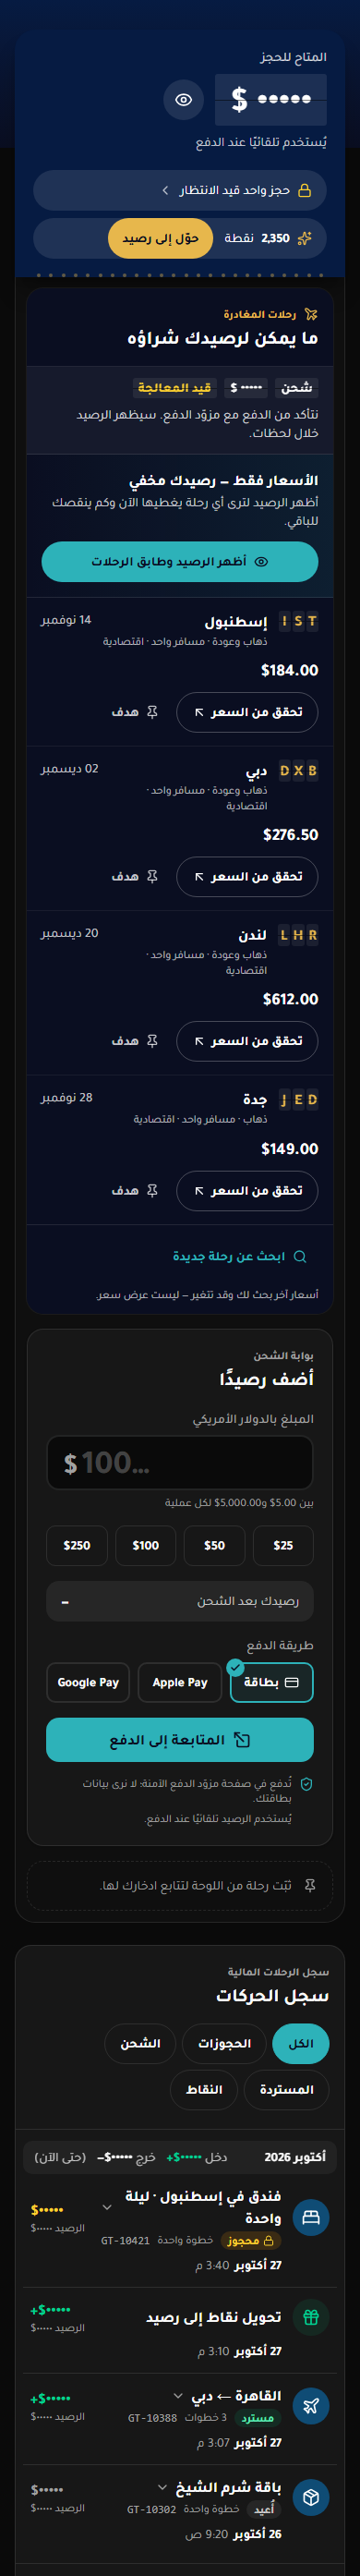 المتاح للحجز
$ •••••
يُستخدم تلقائيًا عند الدفع
حجز واحد قيد الانتظار
2,350 نقطة
حوّل إلى رصيد
رحلات المغادرة
ما يمكن لرصيدك شراؤه
شحن $ ••••• قيد المعالجة
نتأكد من الدفع مع مزوّد الدفع. سيظهر الرصيد
خلال لحظات.
الأسعار فقط – رصيدك مخفي
أظهر الرصيد لترى أي رحلة يغطيها الآن وكم ينقصك
للباقي.
أظهر الرصيد وطابق الرحلات
IST إسطنبول 14 نوفمبر
ذهاب وعودة · مسافر واحد · اقتصادية
$184.00
تحقق من السعر هدف
DXB دبي 02 ديسمبر
ذهاب وعودة · مسافر واحد ·
اقتصادية
$276.50
تحقق من السعر هدف
LHR لندن 20 ديسمبر
ذهاب وعودة · مسافر واحد ·
اقتصادية
$612.00
تحقق من السعر هدف
JED جدة 28 نوفمبر
ذهاب · مسافر واحد · اقتصادية
$149.00
تحقق من السعر هدف
ابحث عن رحلة جديدة
أسعار آخر بحث لك وقد تتغير – ليست عرض سعر.
بوابة الشحن
أضف رصيدًا
المبلغ بالدولار الأمريكي
$ 100...
بين $5.00 و$5,000.00 لكل عملية
$25 $50 $100 $250
رصيدك بعد الشحن –
طريقة الدفع
بطاقة Apple Pay Google Pay
المتابعة إلى الدفع
تُدفع في صفحة مزوّد الدفع الآمنة؛ لا نرى بيانات
بطاقتك.
يُستخدم الرصيد تلقائيًا عند الدفع.
ثبّت رحلة من اللوحة لتتابع ادخارك لها.
سجل الرحلات المالية
سجل الحركات
الكل الحجوزات الشحن
المستردة النقاط
أكتوبر 2026 دخل +$••••• خرج –$••••• (حتى الآن)
فندق في إسطنبول · ليلة
واحدة
$•••••
محجوز خطوة واحدة GT-10421
الرصيد $•••••
27 أكتوبر 3:40 م
تحويل نقاط إلى رصيد
+$•••••
الرصيد $•••••
27 أكتوبر 3:10 م
القاهرة ← دبي
+$•••••
مسترد 3 خطوات GT-10388
الرصيد $•••••
27 أكتوبر 3:07 م
باقة شرم الشيخ
$•••••
أُعيد خطوة واحدة GT-10302
الرصيد $•••••
26 أكتوبر 9:20 ص